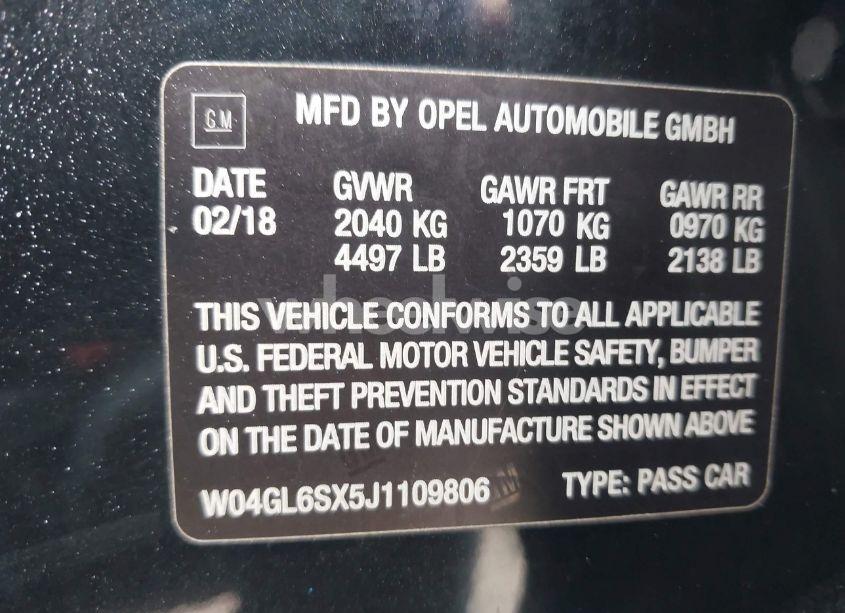 GM MFD BY OPEL AUTOMOBILE GMBH
DATE GVWR GAWR FRT GAWR RR
02/18 2040 KG 1070 KG 0970 KG
4497 LB 2359 LB 2138 LB
THIS VEHICLE CONFORMS TO ALL APPLICABLE
U.S. FEDERAL MOTOR VEHICLE SAFETY, BUMPER
AND THEFT PREVENTION STANDARDS IN EFFECT
ON THE DATE OF MANUFACTURE SHOWN ABOVE
W04GL6SX5J1109806 TYPE: PASS CAR